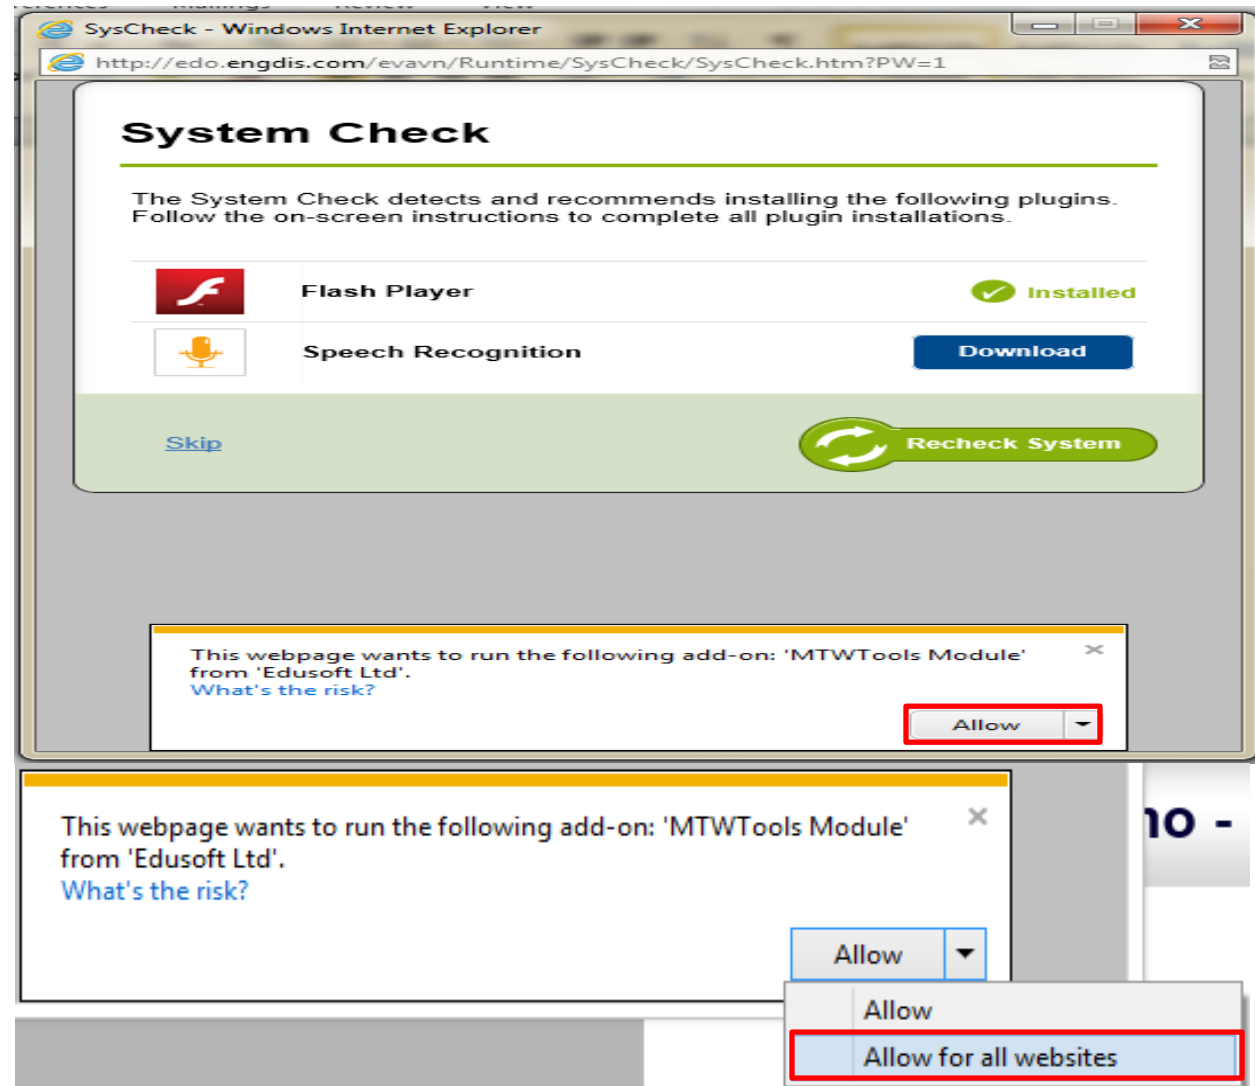 SysCheck - Windows Internet Explorer
http://edo.engdis.com/evavn/Runtime/SysCheck/SysCheck.htm?PW=1
System Check
The System Check detects and recommends installing the following plugins.
Follow the on-screen instructions to complete all plugin installations.
Flash Player
Installed
Speech Recognition
Download
Skip
Recheck System
This webpage wants to run the following add-on: 'MTWTools Module'
from 'Edusoft Ltd'.
What's the risk?
Allow
This webpage wants to run the following add-on: 'MTWTools Module'
from 'Edusoft Ltd'.
What's the risk?
Allow
Allow
Allow for all websites